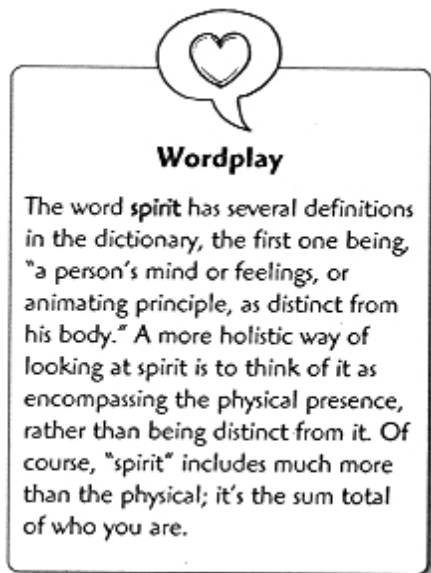 Wordplay
The word spirit has several definitions
in the dictionary, the first one being,
"a person's mind or feelings, or
animating principle, as distinct from
his body." A more holistic way of
looking at spirit is to think of it as
encompassing the physical presence,
rather than being distinct from it. Of
course, "spirit" includes much more
than the physical; it's the sum total
of who you are.